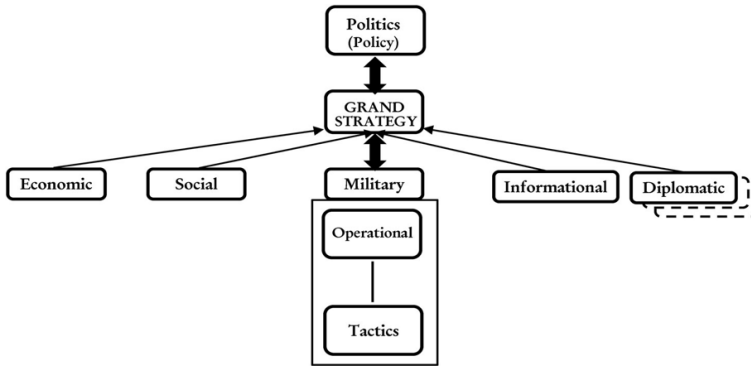 Politics
(Policy)
GRAND
STRATEGY
Economic
Social
Military
Informational
Diplomatic
Operational
Tactics